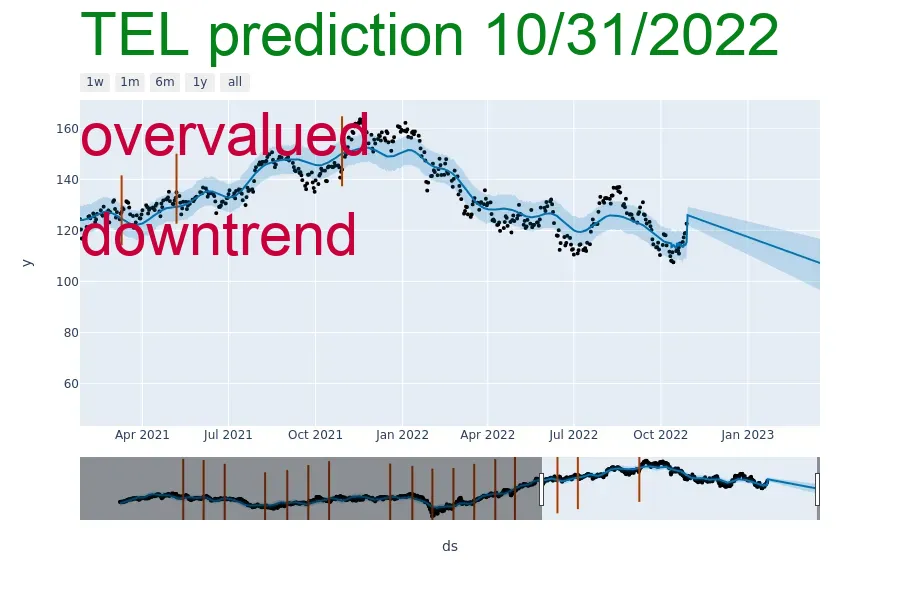 TEL prediction 10/31/2022
1w 1m 6m 1y all
overvalued
downtrend
160
140
120
100
80
60
y
Apr 2021 Jul 2021 Oct 2021 Jan 2022 Apr 2022 Jul 2022 Oct 2022 Jan 2023
ds